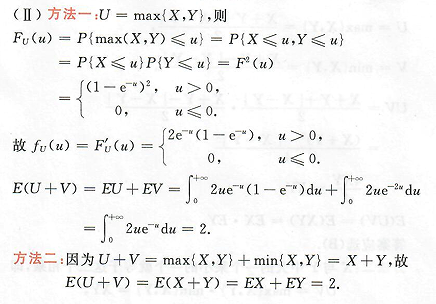 (Ⅱ) 方法一:U = max{X,Y},则
F_U(u) = P{max(X,Y) ≤ u} = P{X ≤ u,Y ≤ u}
= P{X ≤ u}P{Y ≤ u} = F²(u)
= { (1 − e^{−u})², u > 0,
0, u ≤ 0.
故 f_U(u) = F′_U(u) = { 2e^{−u}(1 − e^{−u}), u > 0,
0, u ≤ 0.
E(U + V) = EU + EV = ∫_0^{+∞} 2ue^{−u}(1 − e^{−u})du + ∫_0^{+∞} 2ue^{−2u}du
= ∫_0^{+∞} 2ue^{−u}du = 2.
方法二:因为 U + V = max{X,Y} + min{X,Y} = X + Y,故
E(U + V) = E(X + Y) = EX + EY = 2.